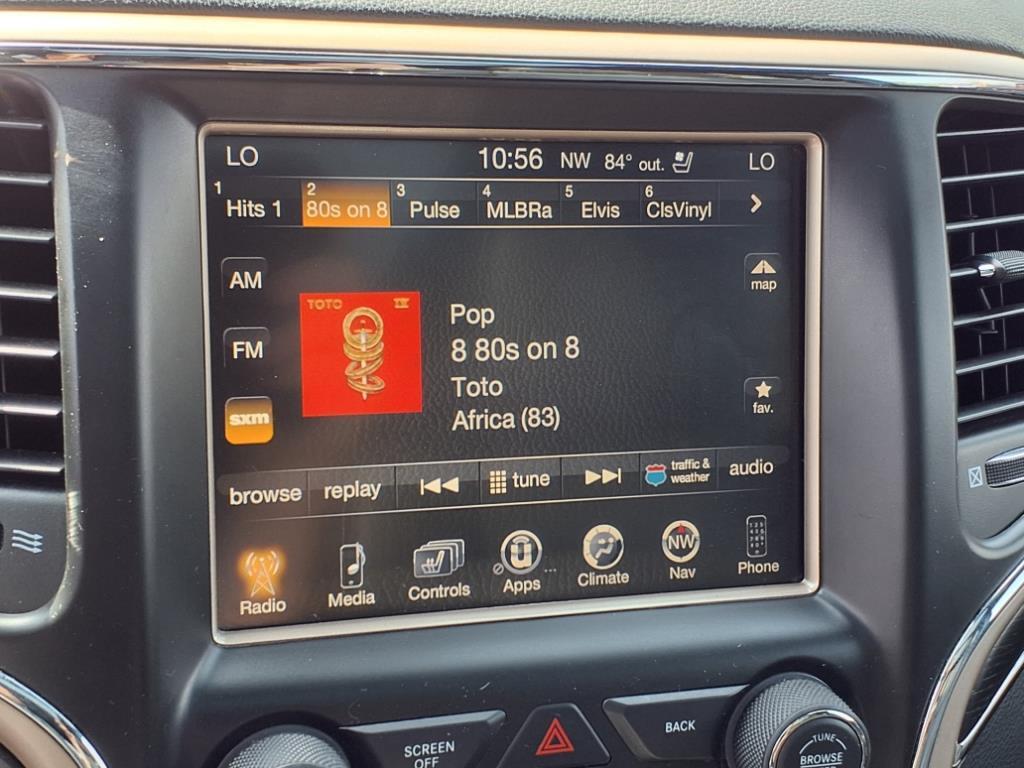 LO 10:56 NW 84° out. LO
1 2 3 4 5 6
Hits 1 80s on 8 Pulse MLBRa Elvis ClsVinyl >
AM
map
FM
TOTO IV
Pop
8 80s on 8
Toto
Africa (83)
fav.
sxm
browse replay tune traffic & weather audio
NW
Radio Media Controls Apps ... Climate Nav Phone
SCREEN OFF
BACK
TUNE
BROWSE